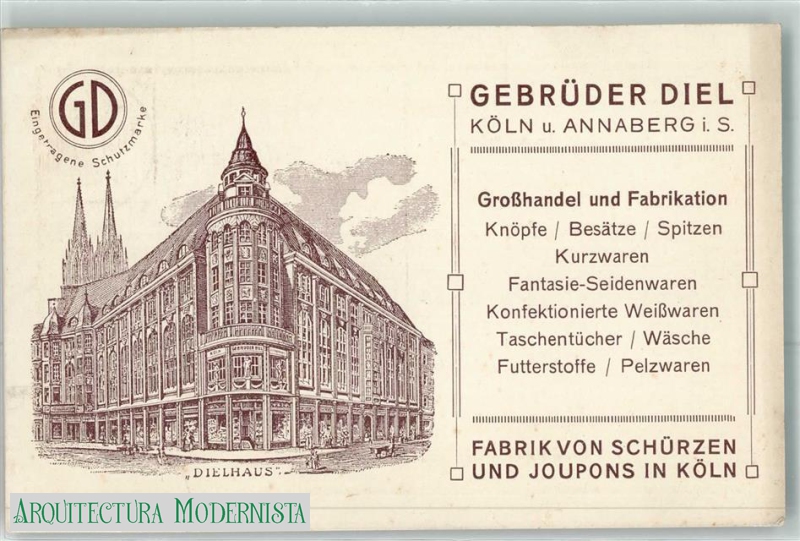 GD
Eingetragene Schutzmarke
„DIELHAUS“
GEBRÜDER DIEL
KÖLN u. ANNABERG i. S.
Großhandel und Fabrikation
Knöpfe / Besätze / Spitzen
Kurzwaren
Fantasie-Seidenwaren
Konfektionierte Weißwaren
Taschentücher / Wäsche
Futterstoffe / Pelzwaren
FABRIK VON SCHÜRZEN
UND JOUPONS IN KÖLN
ARQUITECTURA MODERNISTA